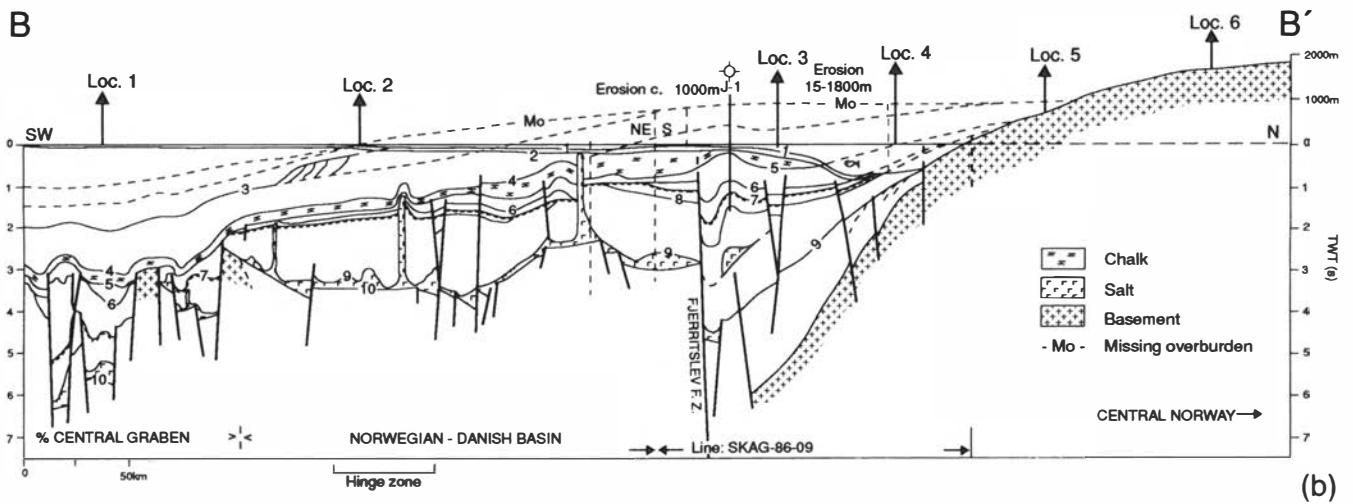 B
B´
Loc. 6
Loc. 1
Loc. 2
Loc. 3
Loc. 4
Loc. 5
Erosion c. 1000m
J-1
Erosion
15-1800m
Mo
Mo
2000m
1000m
SW
NE
S
N
0
1
2
3
4
5
6
7
0
1
2
3
4
5
6
7
TWT (s)
1
2
3
4
5
6
7
4
6
9
10
10
1
5
6
7
8
9
9
FJERRITSLEV F. Z.
Chalk
Salt
Basement
- Mo - Missing overburden
CENTRAL NORWAY
% CENTRAL GRABEN
NORWEGIAN - DANISH BASIN
Line: SKAG-86-09
0
50km
Hinge zone
(b)